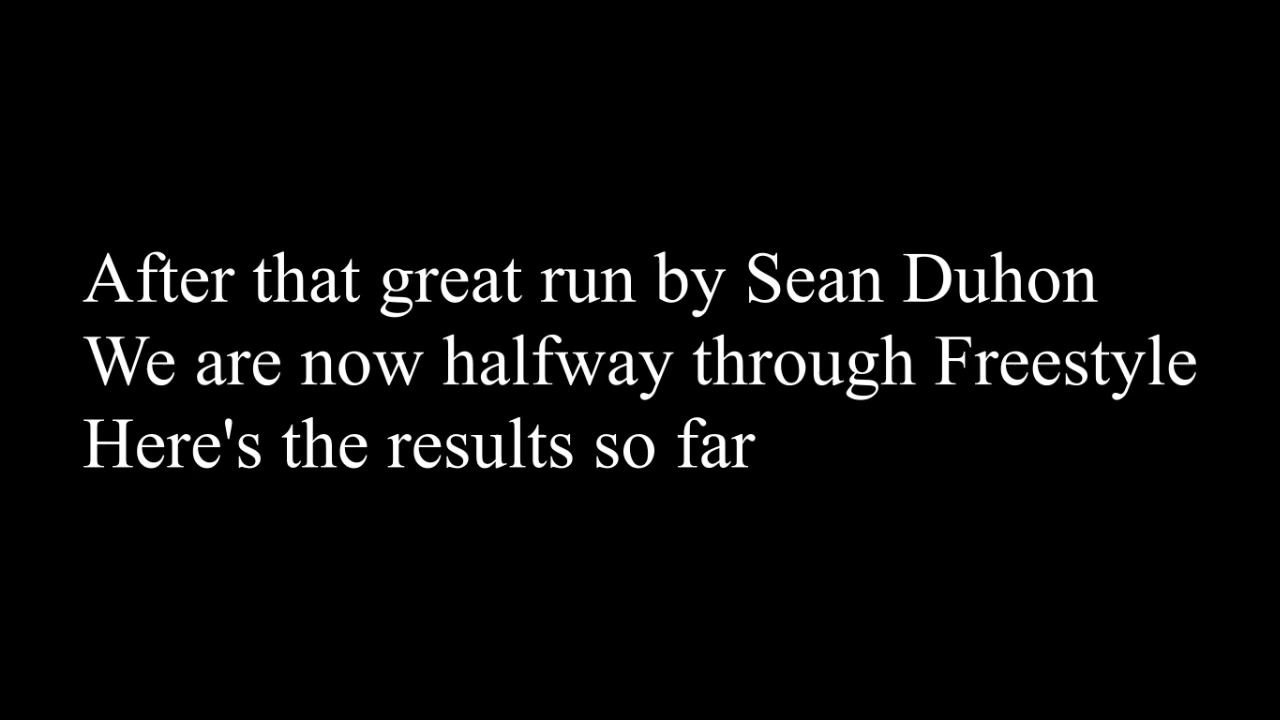 After that great run by Sean Duhon
We are now halfway through Freestyle
Here's the results so far